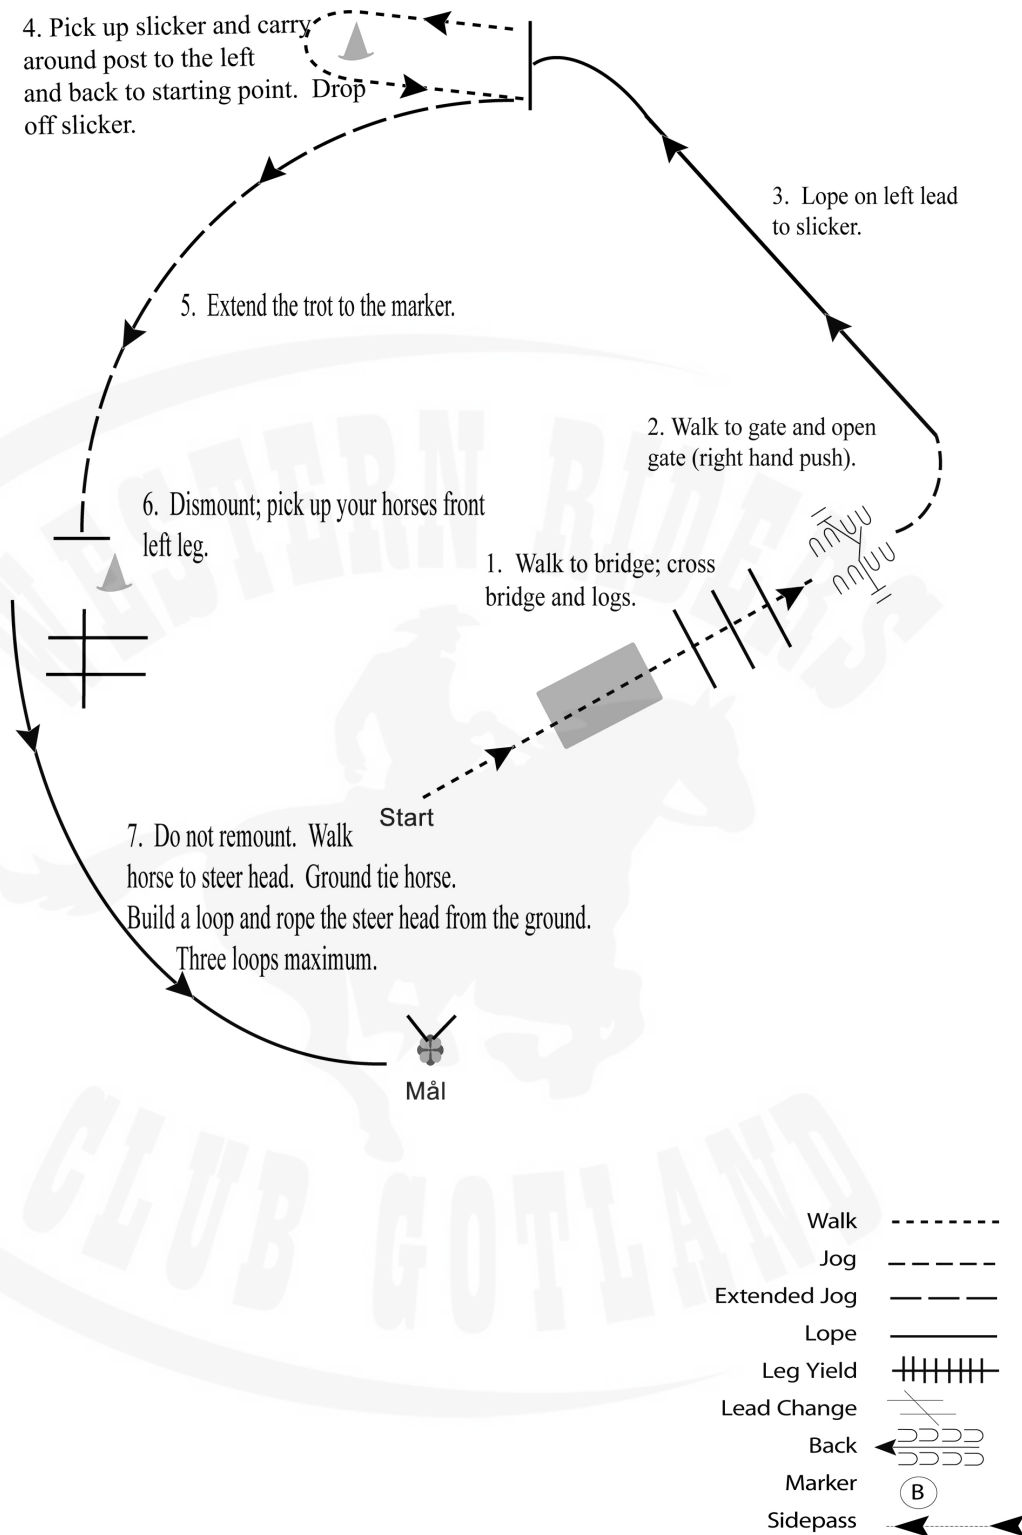 4. Pick up slicker and carry
around post to the left
and back to starting point.  Drop
off slicker.
3.  Lope on left lead
to slicker.
5.  Extend the trot to the marker.
2. Walk to gate and open
gate (right hand push).
6.  Dismount; pick up your horses front
left leg.
1.  Walk to bridge; cross
bridge and logs.
Start
7.  Do not remount.  Walk
horse to steer head.  Ground tie horse.
Build a loop and rope the steer head from the ground.
Three loops maximum.
Mål
WESTERN RIDERS
CLUB GOTLAND
Walk
Jog
Extended Jog
Lope
Leg Yield
Lead Change
Back
Marker
B
Sidepass